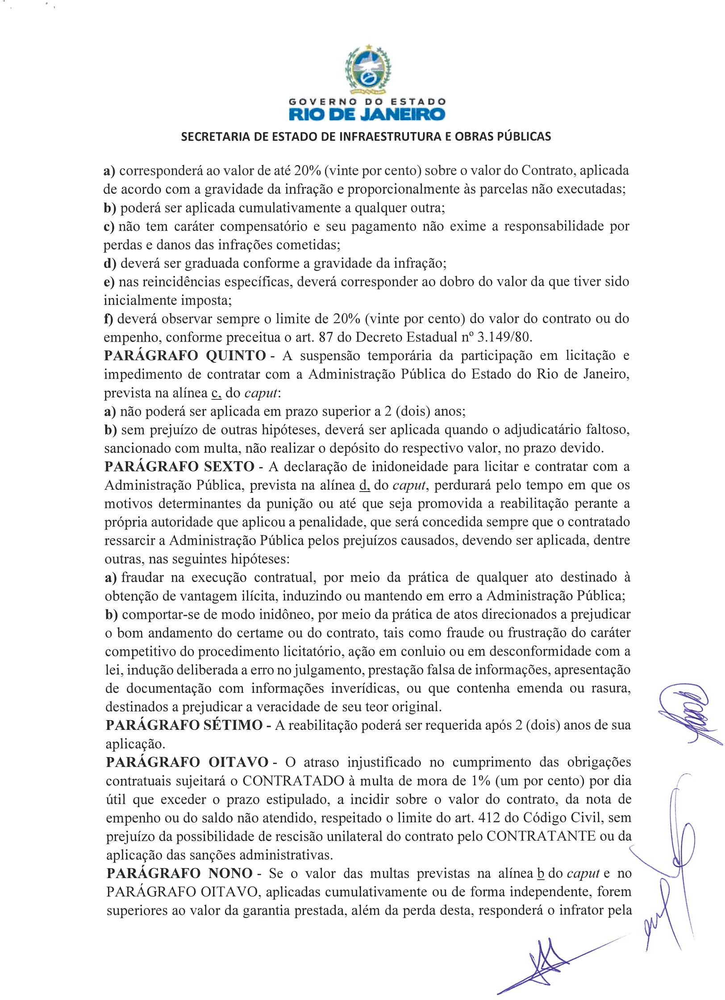 GOVERNO DO ESTADO
RIO DE JANEIRO
SECRETARIA DE ESTADO DE INFRAESTRUTURA E OBRAS PÚBLICAS
a) corresponderá ao valor de até 20% (vinte por cento) sobre o valor do Contrato, aplicada
de acordo com a gravidade da infração e proporcionalmente às parcelas não executadas;
b) poderá ser aplicada cumulativamente a qualquer outra;
c) não tem caráter compensatório e seu pagamento não exime a responsabilidade por
perdas e danos das infrações cometidas;
d) deverá ser graduada conforme a gravidade da infração;
e) nas reincidências específicas, deverá corresponder ao dobro do valor da que tiver sido
inicialmente imposta;
f) deverá observar sempre o limite de 20% (vinte por cento) do valor do contrato ou do
empenho, conforme preceitua o art. 87 do Decreto Estadual nº 3.149/80.
PARÁGRAFO QUINTO - A suspensão temporária da participação em licitação e
impedimento de contratar com a Administração Pública do Estado do Rio de Janeiro,
prevista na alínea c, do caput:
a) não poderá ser aplicada em prazo superior a 2 (dois) anos;
b) sem prejuízo de outras hipóteses, deverá ser aplicada quando o adjudicatário faltoso,
sancionado com multa, não realizar o depósito do respectivo valor, no prazo devido.
PARÁGRAFO SEXTO - A declaração de inidoneidade para licitar e contratar com a
Administração Pública, prevista na alínea d, do caput, perdurará pelo tempo em que os
motivos determinantes da punição ou até que seja promovida a reabilitação perante a
própria autoridade que aplicou a penalidade, que será concedida sempre que o contratado
ressarcir a Administração Pública pelos prejuízos causados, devendo ser aplicada, dentre
outras, nas seguintes hipóteses:
a) fraudar na execução contratual, por meio da prática de qualquer ato destinado à
obtenção de vantagem ilícita, induzindo ou mantendo em erro a Administração Pública;
b) comportar-se de modo inidôneo, por meio da prática de atos direcionados a prejudicar
o bom andamento do certame ou do contrato, tais como fraude ou frustração do caráter
competitivo do procedimento licitatório, ação em conluio ou em desconformidade com a
lei, indução deliberada a erro no julgamento, prestação falsa de informações, apresentação
de documentação com informações inverídicas, ou que contenha emenda ou rasura,
destinados a prejudicar a veracidade de seu teor original.
PARÁGRAFO SÉTIMO - A reabilitação poderá ser requerida após 2 (dois) anos de sua
aplicação.
PARÁGRAFO OITAVO - O atraso injustificado no cumprimento das obrigações
contratuais sujeitará o CONTRATADO à multa de mora de 1% (um por cento) por dia
útil que exceder o prazo estipulado, a incidir sobre o valor do contrato, da nota de
empenho ou do saldo não atendido, respeitado o limite do art. 412 do Código Civil, sem
prejuízo da possibilidade de rescisão unilateral do contrato pelo CONTRATANTE ou da
aplicação das sanções administrativas.
PARÁGRAFO NONO - Se o valor das multas previstas na alínea b do caput e no
PARÁGRAFO OITAVO, aplicadas cumulativamente ou de forma independente, forem
superiores ao valor da garantia prestada, além da perda desta, responderá o infrator pela